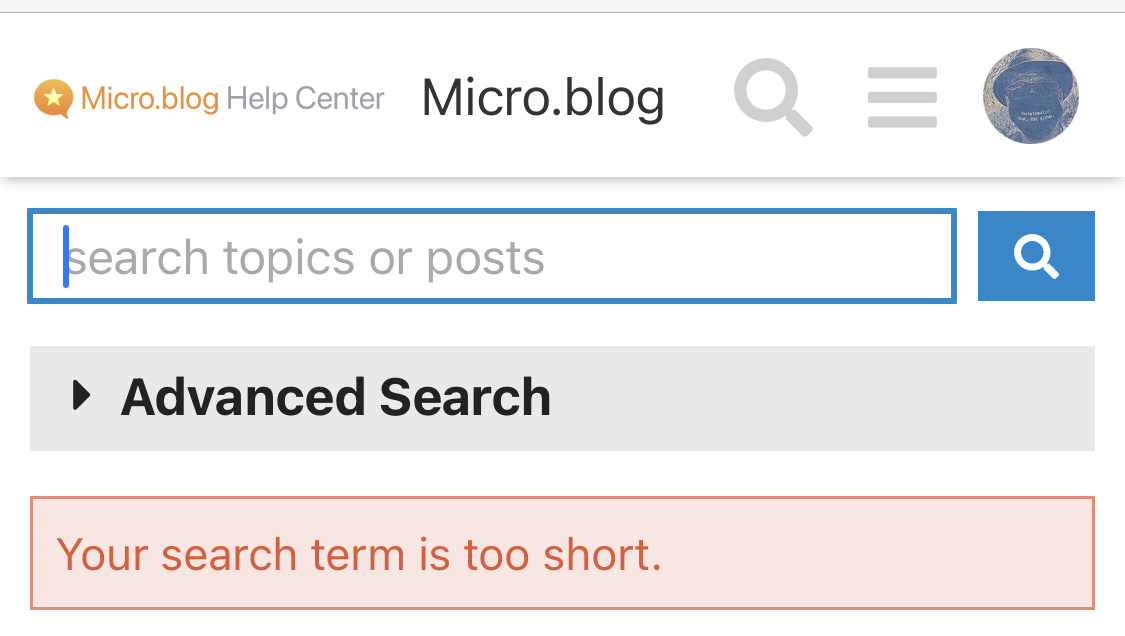 Micro.blog Help Center Micro.blog
search topics or posts
Advanced Search
Your search term is too short.